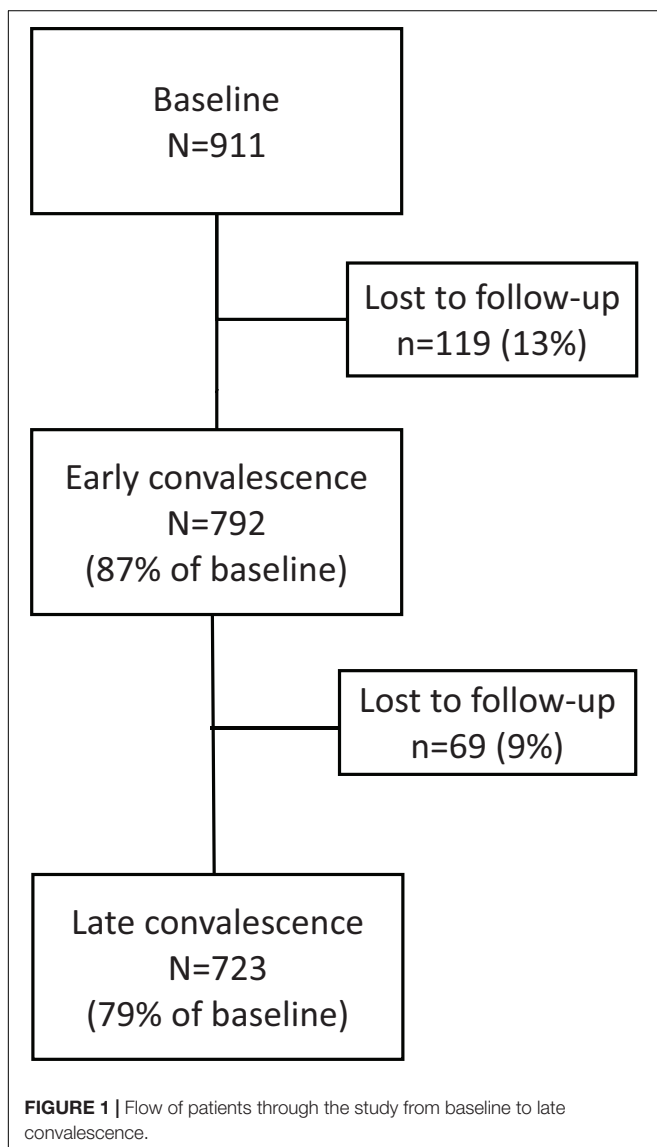 Baseline
N=911
Lost to follow-up
n=119 (13%)
Early convalescence
N=792
(87% of baseline)
Lost to follow-up
n=69 (9%)
Late convalescence
N=723
(79% of baseline)
FIGURE 1 | Flow of patients through the study from baseline to late
convalescence.